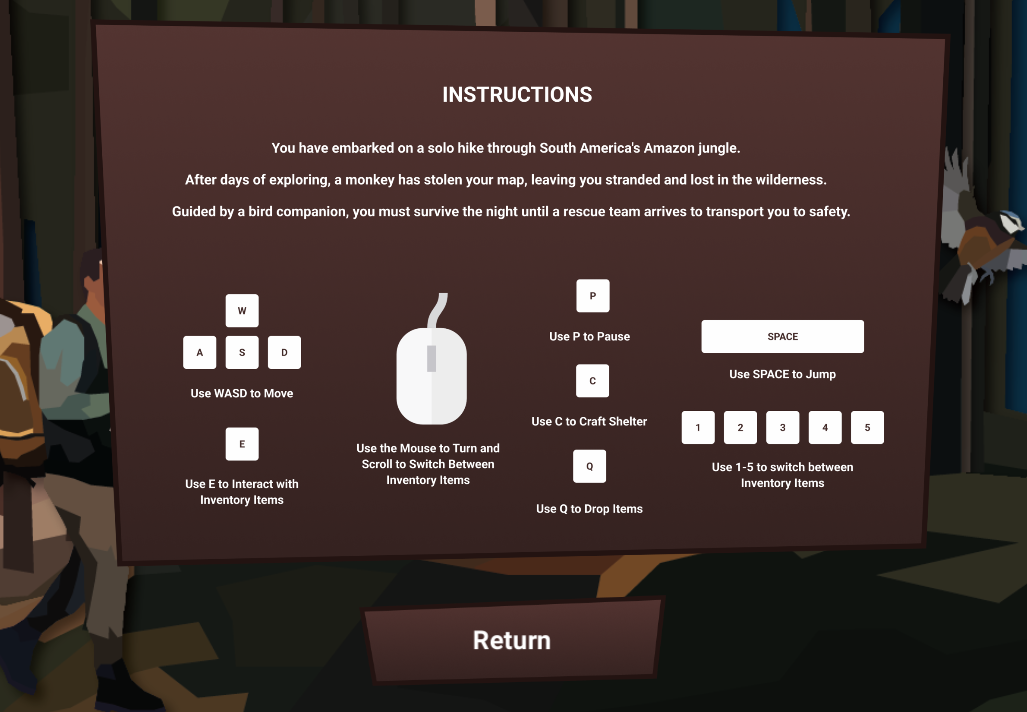 INSTRUCTIONS
You have embarked on a solo hike through South America's Amazon jungle.
After days of exploring, a monkey has stolen your map, leaving you stranded and lost in the wilderness.
Guided by a bird companion, you must survive the night until a rescue team arrives to transport you to safety.
W
A S D
Use WASD to Move
E
Use E to Interact with
Inventory Items
Use the Mouse to Turn and
Scroll to Switch Between
Inventory Items
P
Use P to Pause
C
Use C to Craft Shelter
Q
Use Q to Drop Items
SPACE
Use SPACE to Jump
1 2 3 4 5
Use 1-5 to switch between
Inventory Items
Return